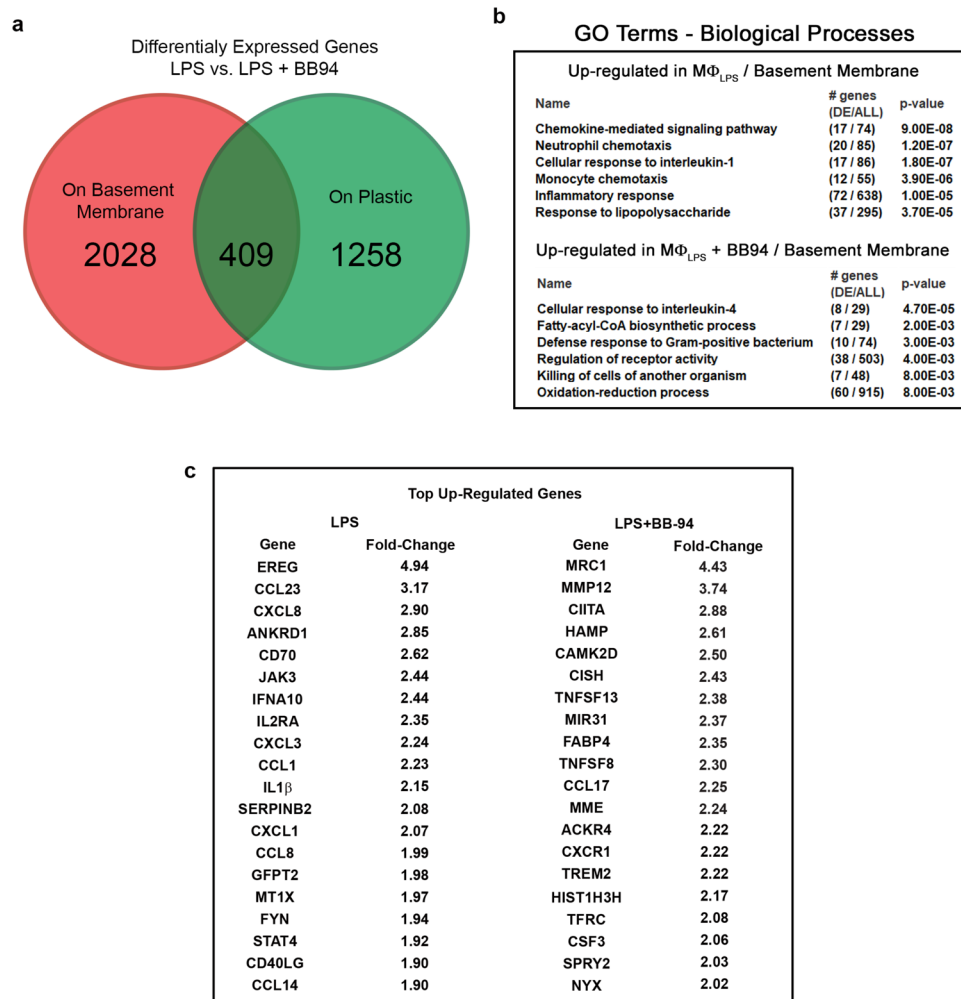 a
Differentialy Expressed Genes
LPS vs. LPS + BB94
On Basement
Membrane
2028
409
On Plastic
1258
b
GO Terms - Biological Processes
Up-regulated in MΦLPS / Basement Membrane
Name # genes (DE/ALL) p-value
Chemokine-mediated signaling pathway (17 / 74) 9.00E-08
Neutrophil chemotaxis (20 / 85) 1.20E-07
Cellular response to interleukin-1 (17 / 86) 1.80E-07
Monocyte chemotaxis (12 / 55) 3.90E-06
Inflammatory response (72 / 638) 1.00E-05
Response to lipopolysaccharide (37 / 295) 3.70E-05
Up-regulated in MΦLPS + BB94 / Basement Membrane
Name # genes (DE/ALL) p-value
Cellular response to interleukin-4 (8 / 29) 4.70E-05
Fatty-acyl-CoA biosynthetic process (7 / 29) 2.00E-03
Defense response to Gram-positive bacterium (10 / 74) 3.00E-03
Regulation of receptor activity (38 / 503) 4.00E-03
Killing of cells of another organism (7 / 48) 8.00E-03
Oxidation-reduction process (60 / 915) 8.00E-03
c
Top Up-Regulated Genes
LPS LPS+BB-94
Gene Fold-Change Gene Fold-Change
EREG 4.94 MRC1 4.43
CCL23 3.17 MMP12 3.74
CXCL8 2.90 CIITA 2.88
ANKRD1 2.85 HAMP 2.61
CD70 2.62 CAMK2D 2.50
JAK3 2.44 CISH 2.43
IFNA10 2.44 TNFSF13 2.38
IL2RA 2.35 MIR31 2.37
CXCL3 2.24 FABP4 2.35
CCL1 2.23 TNFSF8 2.30
IL1β 2.15 CCL17 2.25
SERPINB2 2.08 MME 2.24
CXCL1 2.07 ACKR4 2.22
CCL8 1.99 CXCR1 2.22
GFPT2 1.98 TREM2 2.22
MT1X 1.97 HIST1H3H 2.17
FYN 1.94 TFRC 2.08
STAT4 1.92 CSF3 2.06
CD40LG 1.90 SPRY2 2.03
CCL14 1.90 NYX 2.02